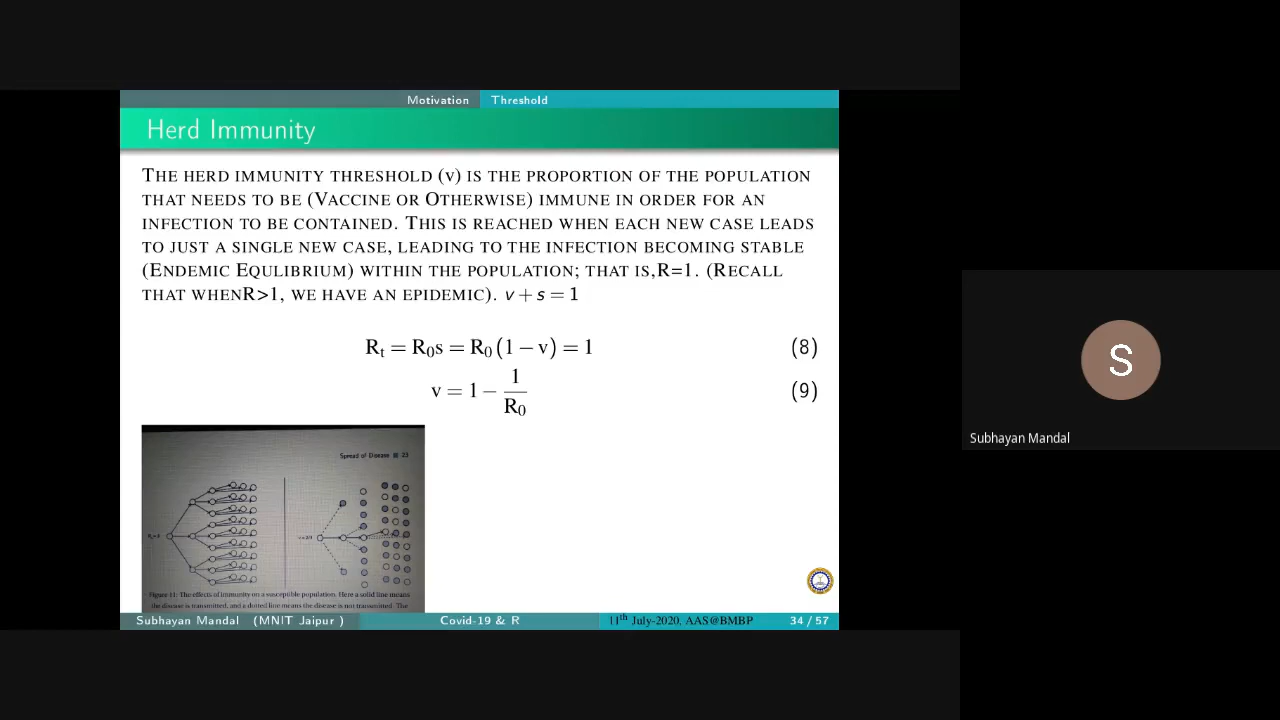 Motivation Threshold
Herd Immunity
THE HERD IMMUNITY THRESHOLD (v) IS THE PROPORTION OF THE POPULATION
THAT NEEDS TO BE (VACCINE OR OTHERWISE) IMMUNE IN ORDER FOR AN
INFECTION TO BE CONTAINED. THIS IS REACHED WHEN EACH NEW CASE LEADS
TO JUST A SINGLE NEW CASE, LEADING TO THE INFECTION BECOMING STABLE
(ENDEMIC EQULIBRIUM) WITHIN THE POPULATION; THAT IS,R=1. (RECALL
THAT WHENR>1, WE HAVE AN EPIDEMIC). v + s = 1
Rₜ = R₀s = R₀ (1 − v) = 1 (8)
v = 1 − 1/R₀ (9)
Spread of Disease ■ 23
Figure 11: The effects of immunity on a susceptible population. Here a solid line means
the disease is transmitted, and a dotted line means the disease is not transmitted. The
Subhayan Mandal (MNIT Jaipur ) Covid-19 & R 11th July-2020, AAS@BMBP 34 / 57
S
Subhayan Mandal